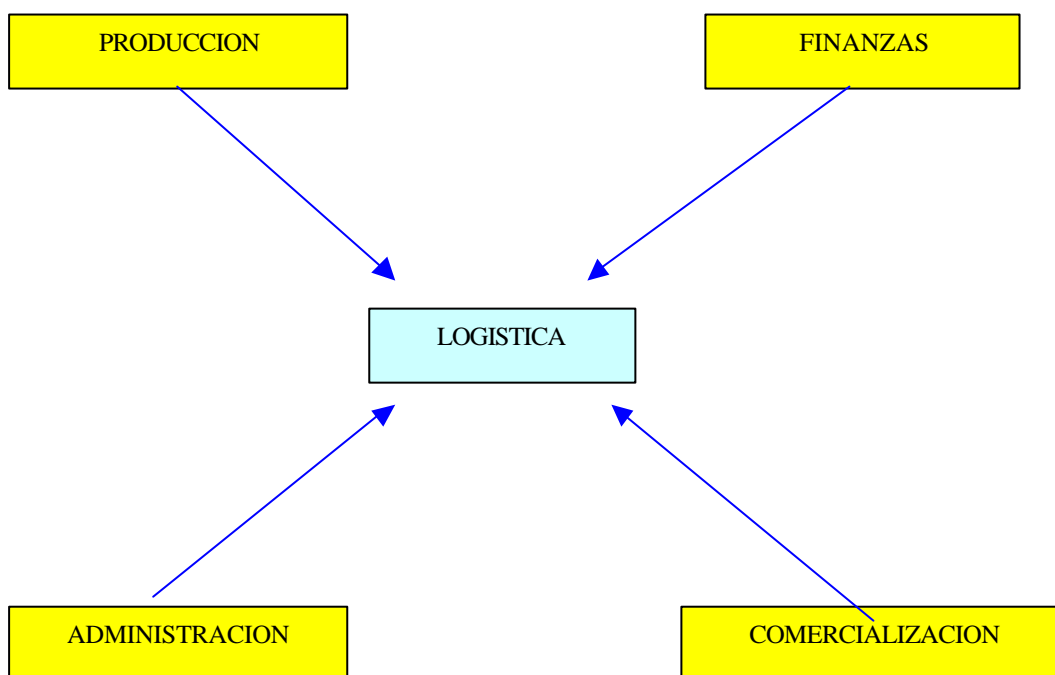 PRODUCCION
FINANZAS
LOGISTICA
ADMINISTRACION
COMERCIALIZACION